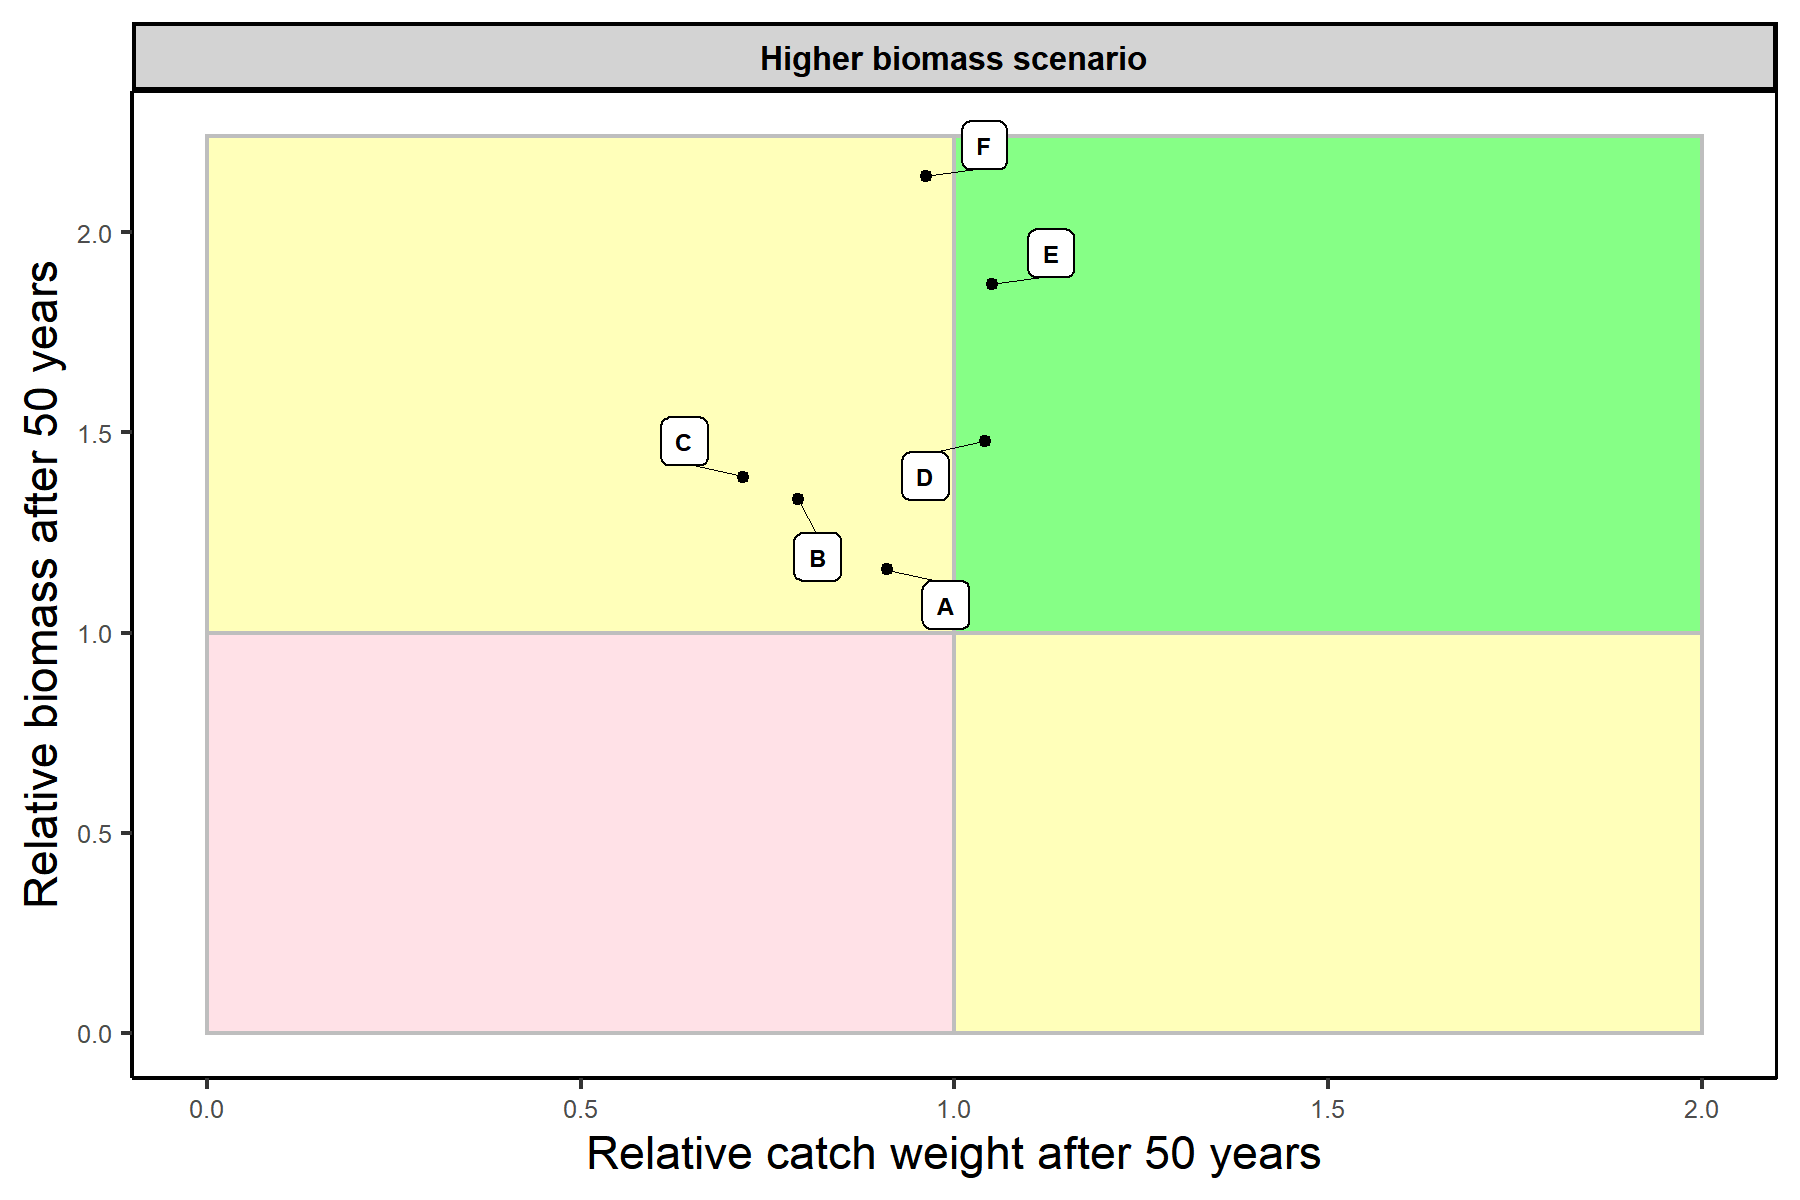 Higher biomass scenario
F
E
C
D
B
A
2.0
1.5
1.0
0.5
0.0
Relative biomass after 50 years
0.0
0.5
1.0
1.5
2.0
Relative catch weight after 50 years